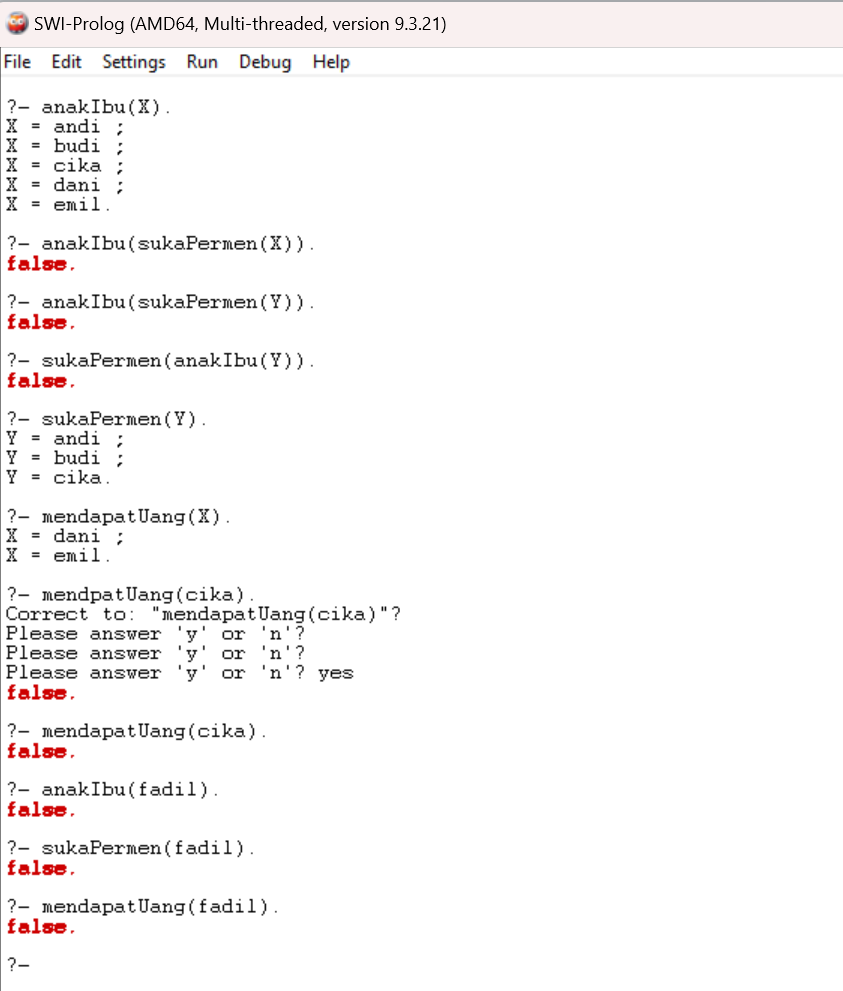 SWI-Prolog (AMD64, Multi-threaded, version 9.3.21)
File Edit Settings Run Debug Help
?- anakIbu(X).
X = andi ;
X = budi ;
X = cika ;
X = dani ;
X = emil.
?- anakIbu(sukaPermen(X)).
false.
?- anakIbu(sukaPermen(Y)).
false.
?- sukaPermen(anakIbu(Y)).
false.
?- sukaPermen(Y).
Y = andi ;
Y = budi ;
Y = cika.
?- mendapatUang(X).
X = dani ;
X = emil.
?- mendpatUang(cika).
Correct to: "mendapatUang(cika)"?
Please answer 'y' or 'n'?
Please answer 'y' or 'n'?
Please answer 'y' or 'n'? yes
false.
?- mendapatUang(cika).
false.
?- anakIbu(fadil).
false.
?- sukaPermen(fadil).
false.
?- mendapatUang(fadil).
false.
?-